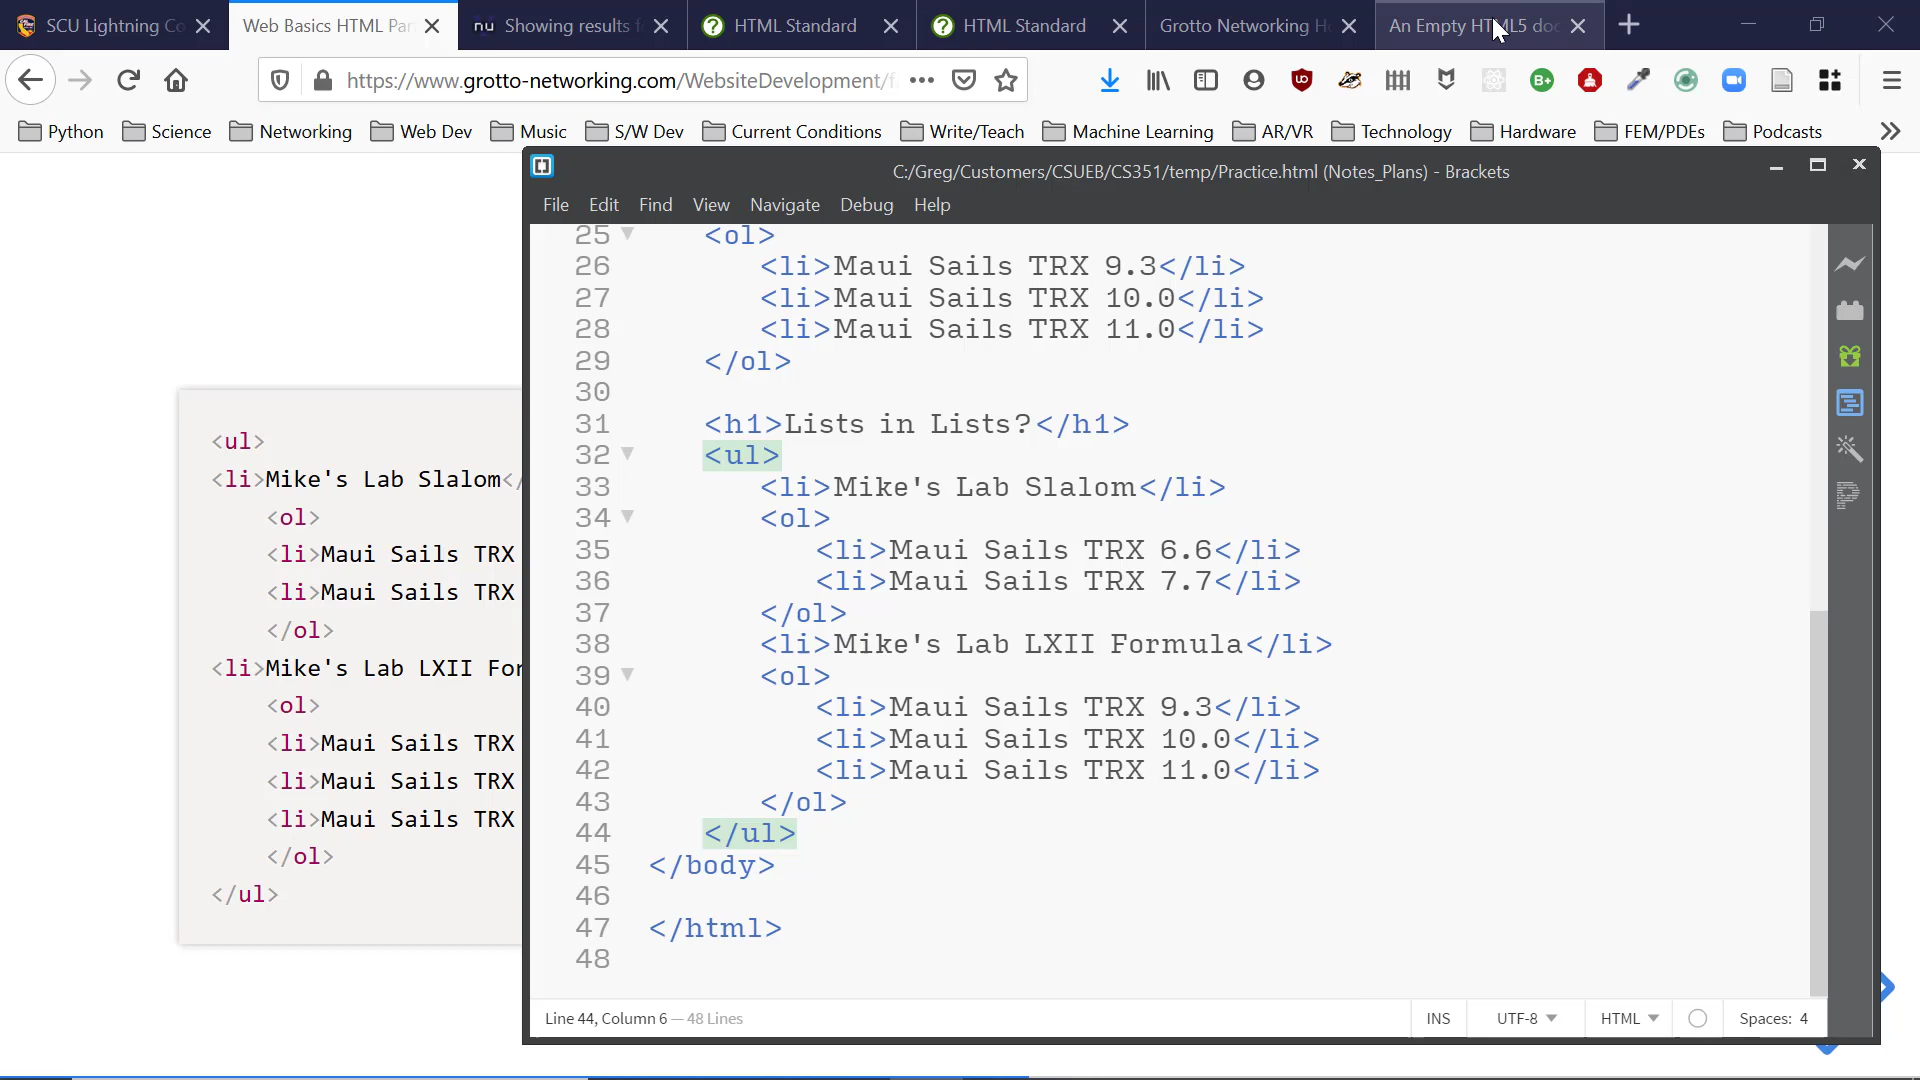 SCU Lightning Co
Web Basics HTML Par
nu Showing results f
HTML Standard
HTML Standard
Grotto Networking H
An Empty HTML5 doc
https://www.grotto-networking.com/WebsiteDevelopment/f
Python Science Networking Web Dev Music S/W Dev Current Conditions Write/Teach Machine Learning AR/VR Technology Hardware FEM/PDEs Podcasts
<ul>
<li>Mike's Lab Slalom</
<ol>
<li>Maui Sails TRX
<li>Maui Sails TRX
</ol>
<li>Mike's Lab LXII For
<ol>
<li>Maui Sails TRX
<li>Maui Sails TRX
<li>Maui Sails TRX
</ol>
</ul>
C:/Greg/Customers/CSUEB/CS351/temp/Practice.html (Notes_Plans) - Brackets
File Edit Find View Navigate Debug Help
25 <ol>
26 <li>Maui Sails TRX 9.3</li>
27 <li>Maui Sails TRX 10.0</li>
28 <li>Maui Sails TRX 11.0</li>
29 </ol>
30
31 <h1>Lists in Lists?</h1>
32 <ul>
33 <li>Mike's Lab Slalom</li>
34 <ol>
35 <li>Maui Sails TRX 6.6</li>
36 <li>Maui Sails TRX 7.7</li>
37 </ol>
38 <li>Mike's Lab LXII Formula</li>
39 <ol>
40 <li>Maui Sails TRX 9.3</li>
41 <li>Maui Sails TRX 10.0</li>
42 <li>Maui Sails TRX 11.0</li>
43 </ol>
44 </ul>
45 </body>
46
47 </html>
48
Line 44, Column 6 — 48 Lines
INS UTF-8 HTML Spaces: 4